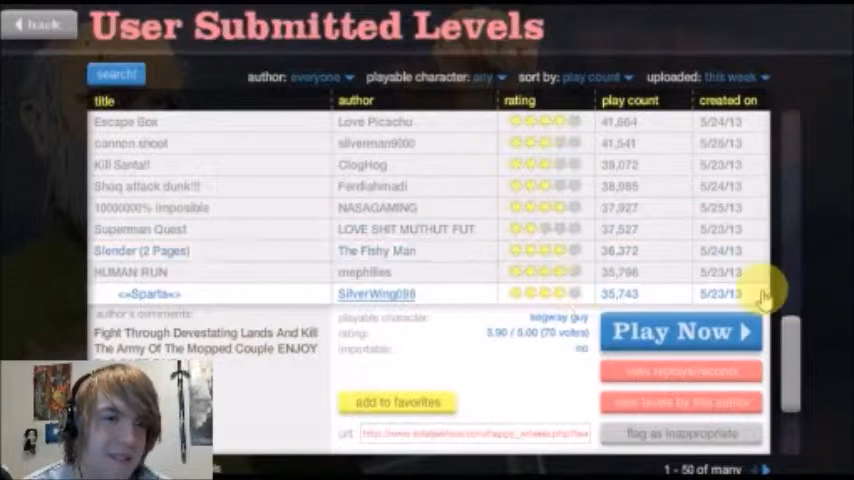 back
User Submitted Levels
search!
author: everyone playable character: any sort by: play count uploaded: this week
title author rating play count created on
Escape Box Love Picachu 41,664 5/24/13
cannon shoot silverman9000 41,541 5/25/13
Kill Santa!! ClogHog 39,072 5/23/13
Shaq attack dunk!!! Ferdiahmadi 38,985 5/24/13
10000000% imposible NASAGAMING 37,927 5/25/13
Superman Quest LOVE SHIT MUTHUT FUT 37,527 5/23/13
Slender (2 Pages) The Fishy Man 36,372 5/24/13
HUMAN RUN mephilies 35,796 5/23/13
<=Sparta=> SilverWing098 35,743 5/23/13
author's comments:
Fight Through Devestating Lands And Kill
The Army Of The Mopped Couple ENJOY
playable character: segway guy
rating: 3.90 / 5.00 (70 votes)
importable: no
add to favorites
url:
Play Now
view replays/records
view levels by this author
flag as inappropriate
1 - 50 of many